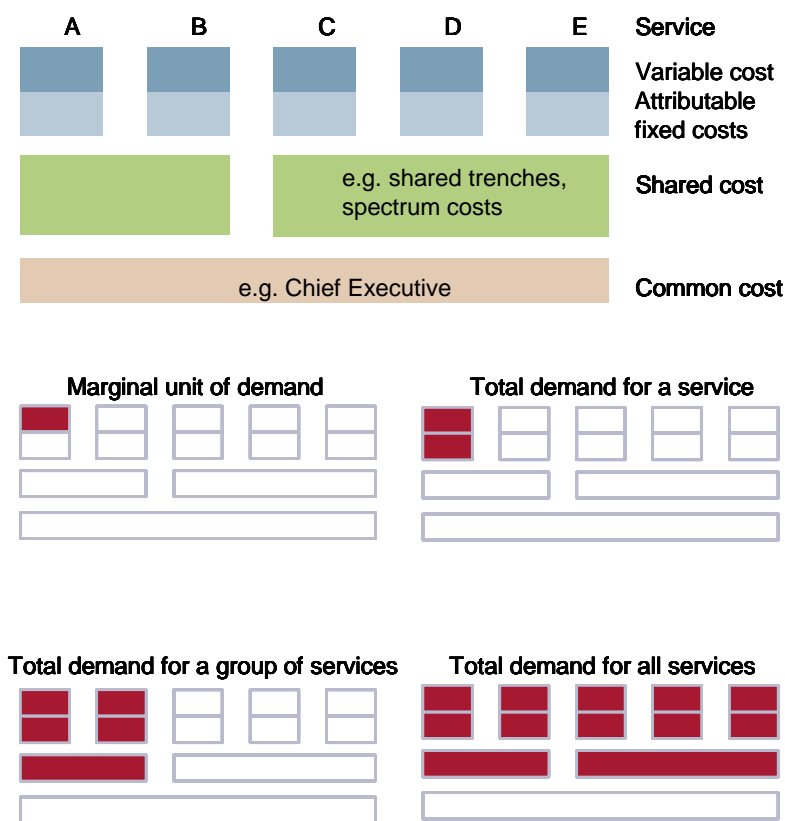 A B C D E Service
Variable cost
Attributable
fixed costs
e.g. shared trenches,
spectrum costs
Shared cost
e.g. Chief Executive
Common cost
Marginal unit of demand
Total demand for a service
Total demand for a group of services
Total demand for all services